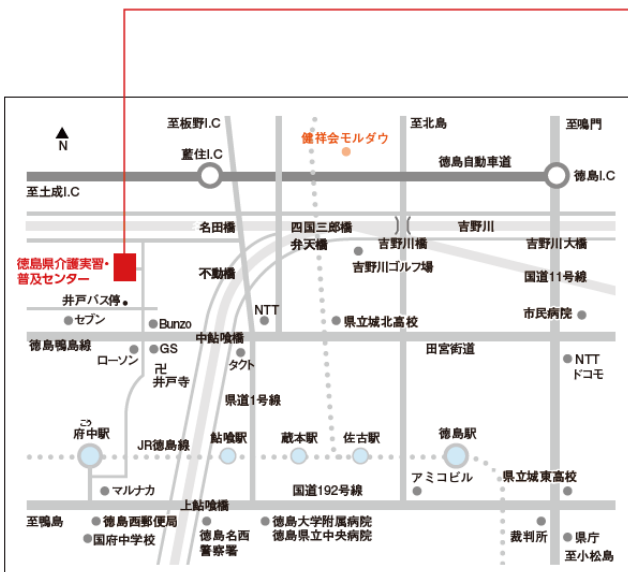 至板野I.C
至北島
至鳴門
N
健祥会モルダウ
藍住I.C
徳島自動車道
徳島I.C
至土成I.C
名田橋
四国三郎橋
吉野川
弁天橋
吉野川橋
吉野川大橋
徳島県介護実習・
普及センター
不動橋
吉野川ゴルフ場
国道11号線
井戸バス停
セブン
Bunzo
NTT
県立城北高校
市民病院
徳島鴨島線
中鮎喰橋
田宮街道
ローソン
GS
タクト
NTT
ドコモ
卍
井戸寺
県道1号線
こう
府中駅
JR徳島線
鮎喰駅
蔵本駅
佐古駅
徳島駅
マルナカ
国道192号線
アミコビル
県立城東高校
上鮎喰橋
至鴨島
徳島西郵便局
国府中学校
徳島名西
警察署
徳島大学附属病院
徳島県立中央病院
裁判所
県庁
至小松島